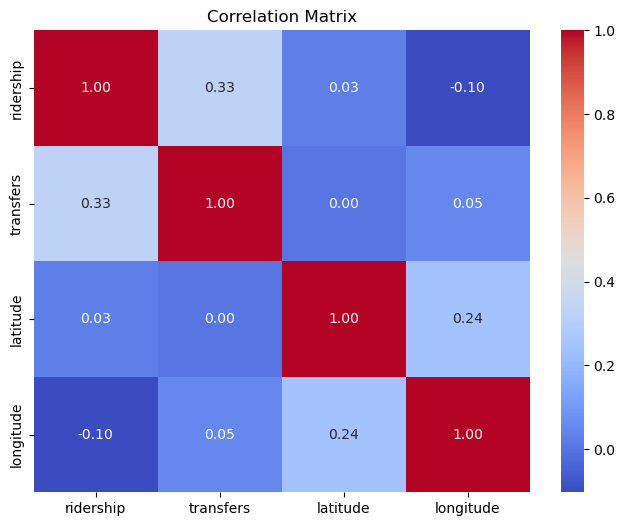 Correlation Matrix
ridership 1.00 0.33 0.03 -0.10
transfers 0.33 1.00 0.00 0.05
latitude 0.03 0.00 1.00 0.24
longitude -0.10 0.05 0.24 1.00
ridership transfers latitude longitude
1.0
0.8
0.6
0.4
0.2
0.0